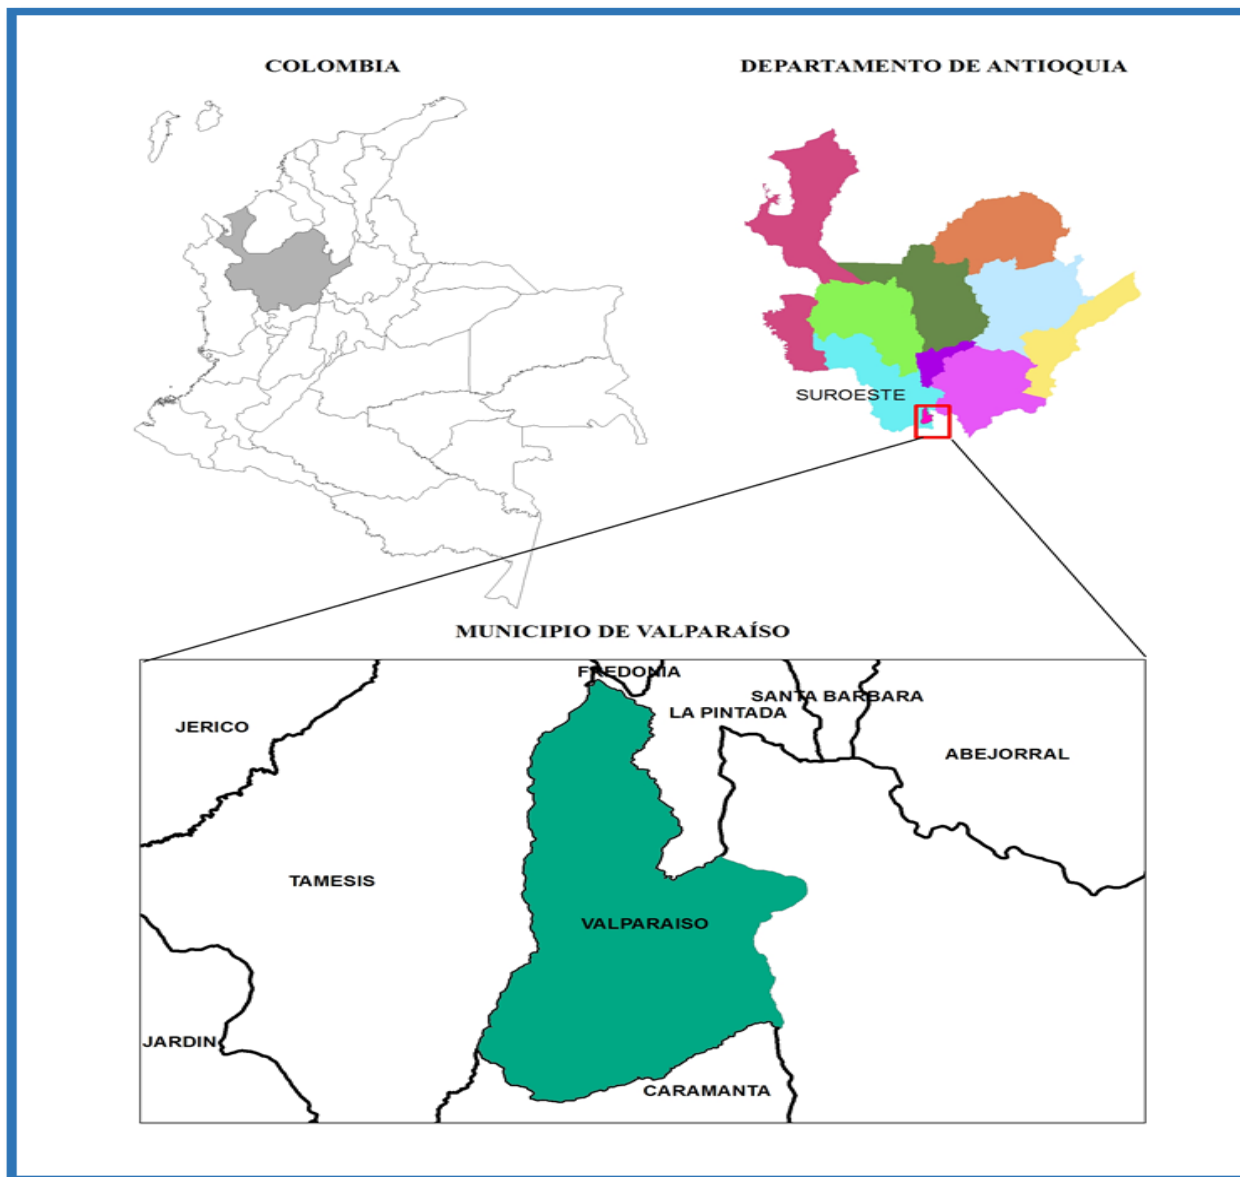 COLOMBIA
DEPARTAMENTO DE ANTIOQUIA
SUROESTE
MUNICIPIO DE VALPARAÍSO
FREDONIA
SANTA BARBARA
LA PINTADA
JERICO
ABEJORRAL
TAMESIS
VALPARAISO
JARDIN
CARAMANTA